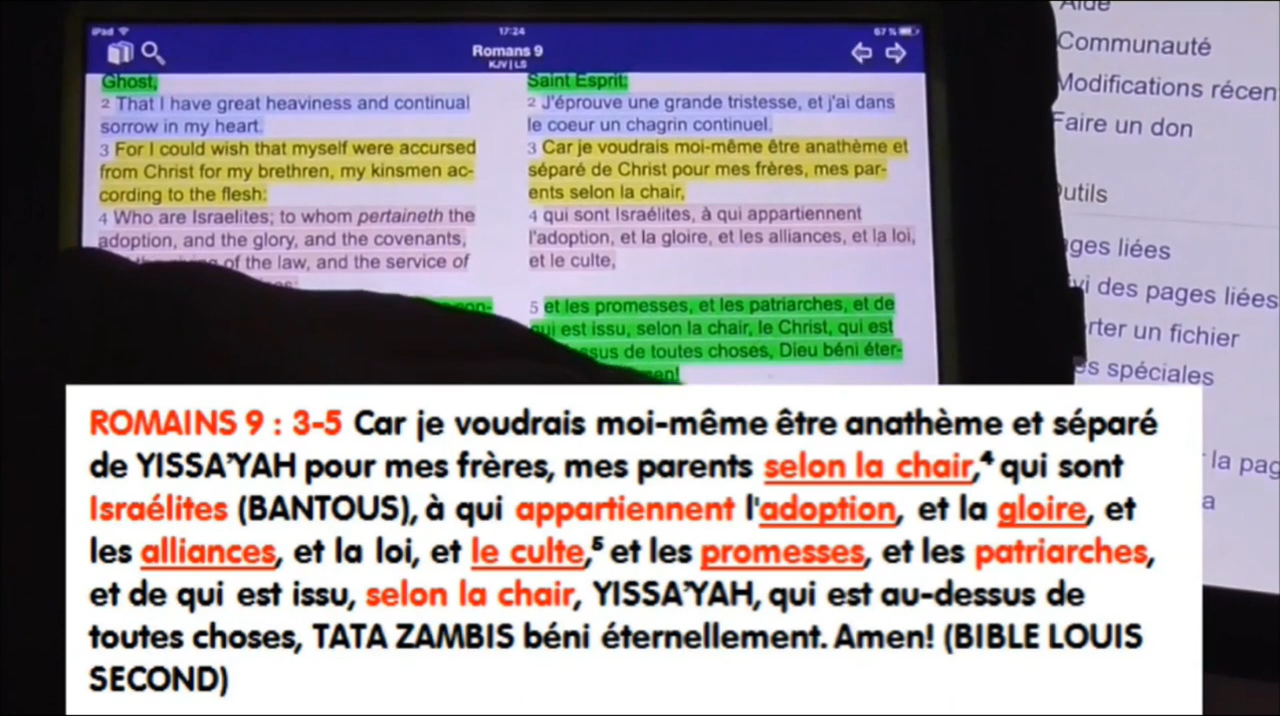 iPad
17:24
67 %
Romans 9
KJV | LS
Ghost,
2 That I have great heaviness and continual
sorrow in my heart.
3 For I could wish that myself were accursed
from Christ for my brethren, my kinsmen ac-
cording to the flesh:
4 Who are Israelites; to whom pertaineth the
adoption, and the glory, and the covenants,
of the law, and the service of
Saint Esprit:
2 J'éprouve une grande tristesse, et j'ai dans
le coeur un chagrin continuel.
3 Car je voudrais moi-même être anathème et
séparé de Christ pour mes frères, mes par-
ents selon la chair,
4 qui sont Israélites, à qui appartiennent
l'adoption, et la gloire, et les alliances, et la loi,
et le culte,
5 et les promesses, et les patriarches, et de
qui est issu, selon la chair, le Christ, qui est
de toutes choses, Dieu béni éter-
Aide
Communauté
Modifications récen
Faire un don
utils
ges liées
vi des pages liées
rter un fichier
es spéciales
la pag
a
ROMAINS 9 : 3-5 Car je voudrais moi-même être anathème et séparé
de YISSA'YAH pour mes frères, mes parents selon la chair,⁴ qui sont
Israélites (BANTOUS), à qui appartiennent l'adoption, et la gloire, et
les alliances, et la loi, et le culte,⁵ et les promesses, et les patriarches,
et de qui est issu, selon la chair, YISSA'YAH, qui est au-dessus de
toutes choses, TATA ZAMBIS béni éternellement. Amen! (BIBLE LOUIS
SECOND)